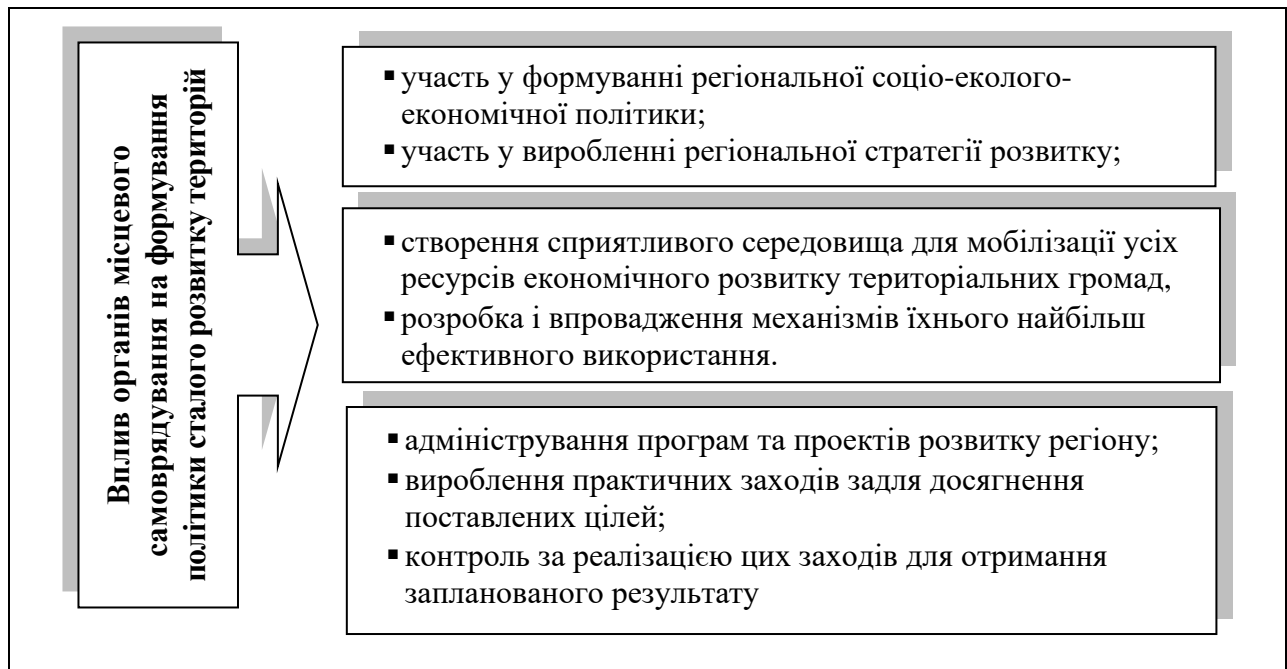 Вплив органів місцевого
самоврядування на формування
політики сталого розвитку територій
▪ участь у формуванні регіональної соціо-еколого-
економічної політики;
▪ участь у виробленні регіональної стратегії розвитку;
▪ створення сприятливого середовища для мобілізації усіх
ресурсів економічного розвитку територіальних громад,
▪ розробка і впровадження механізмів їхнього найбільш
ефективного використання.
▪ адміністрування програм та проектів розвитку регіону;
▪ вироблення практичних заходів задля досягнення
поставлених цілей;
▪ контроль за реалізацією цих заходів для отримання
запланованого результату